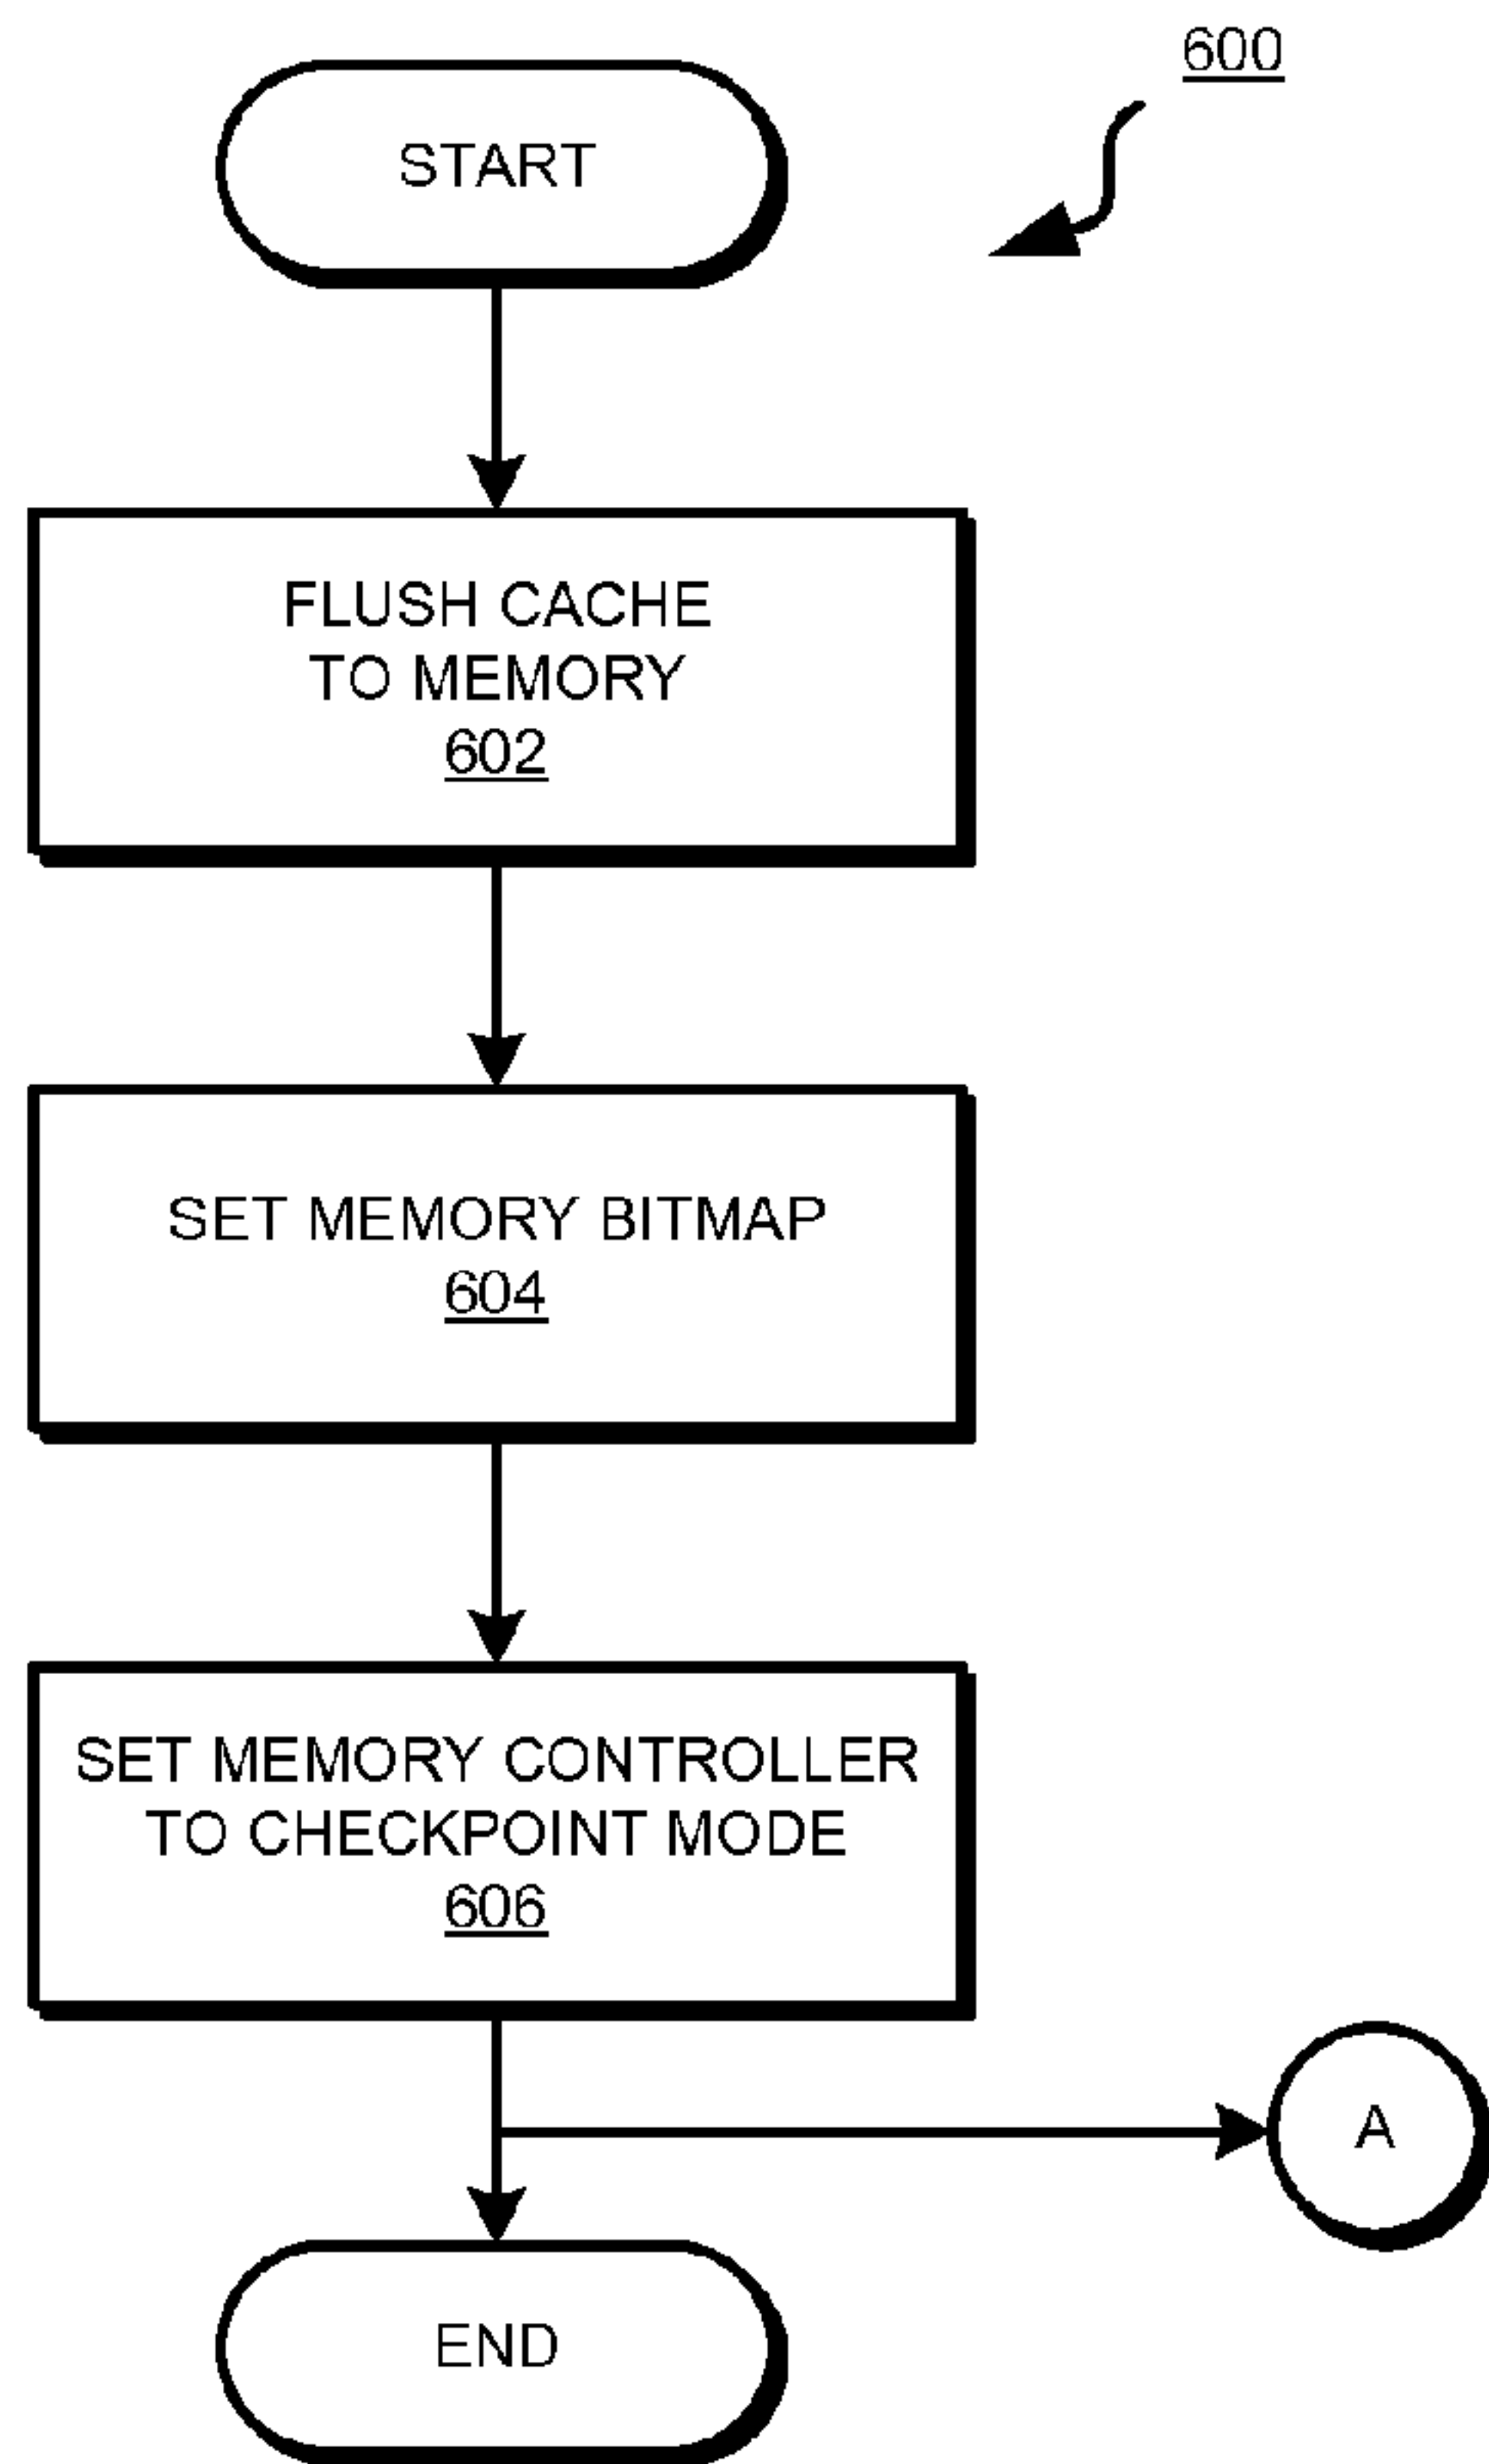 600
START
FLUSH CACHE
TO MEMORY
602
SET MEMORY BITMAP
604
SET MEMORY CONTROLLER
TO CHECKPOINT MODE
606
A
END